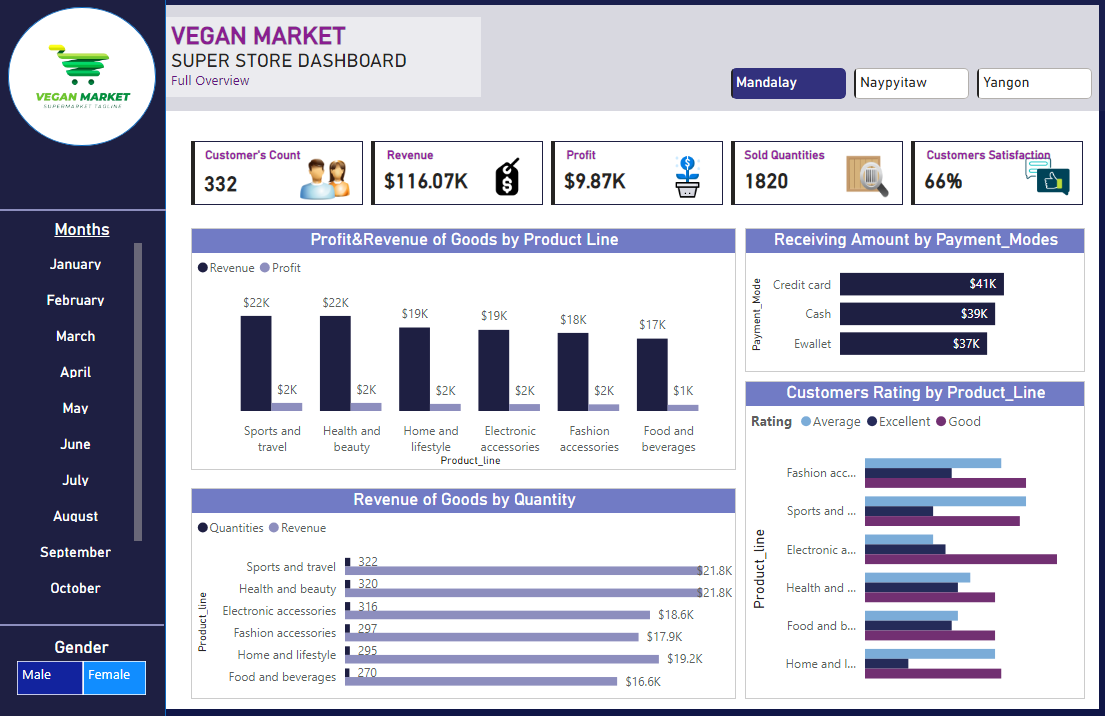 VEGAN MARKET
SUPERMARKET TAGLINE
VEGAN MARKET
SUPER STORE DASHBOARD
Full Overview
Mandalay
Naypyitaw
Yangon
Months
January
February
March
April
May
June
July
August
September
October
Gender
Male Female
Customer's Count
332
Revenue
$116.07K
Profit
$9.87K
Sold Quantities
1820
Customers Satisfaction
66%
Profit&Revenue of Goods by Product Line
Revenue Profit
$22K $22K $19K $19K $18K $17K
$2K $2K $2K $2K $2K $1K
Sports and travel
Health and beauty
Home and lifestyle
Electronic accessories
Fashion accessories
Food and beverages
Product_line
Receiving Amount by Payment_Modes
Payment_Mode
Credit card $41K
Cash $39K
Ewallet $37K
Revenue of Goods by Quantity
Quantities Revenue
Product_line
Sports and travel 322 $21.8K
Health and beauty 320 $21.8K
Electronic accessories 316 $18.6K
Fashion accessories 297 $17.9K
Home and lifestyle 295 $19.2K
Food and beverages 270 $16.6K
Customers Rating by Product_Line
Rating Average Excellent Good
Product_line
Fashion acc...
Sports and ...
Electronic a...
Health and ...
Food and b...
Home and l...